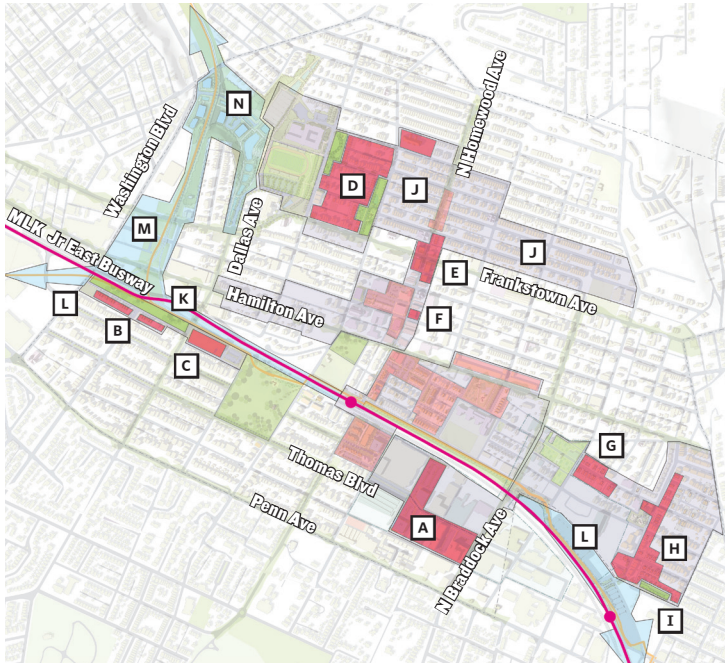 N Homewood Ave
N
Washington Blvd
D
J
M
Dallas Ave
J
MLK Jr East Busway
E
Frankstown Ave
L
K
Hamilton Ave
B
F
C
G
Thomas Blvd
Penn Ave
A
N Braddock Ave
L
H
I